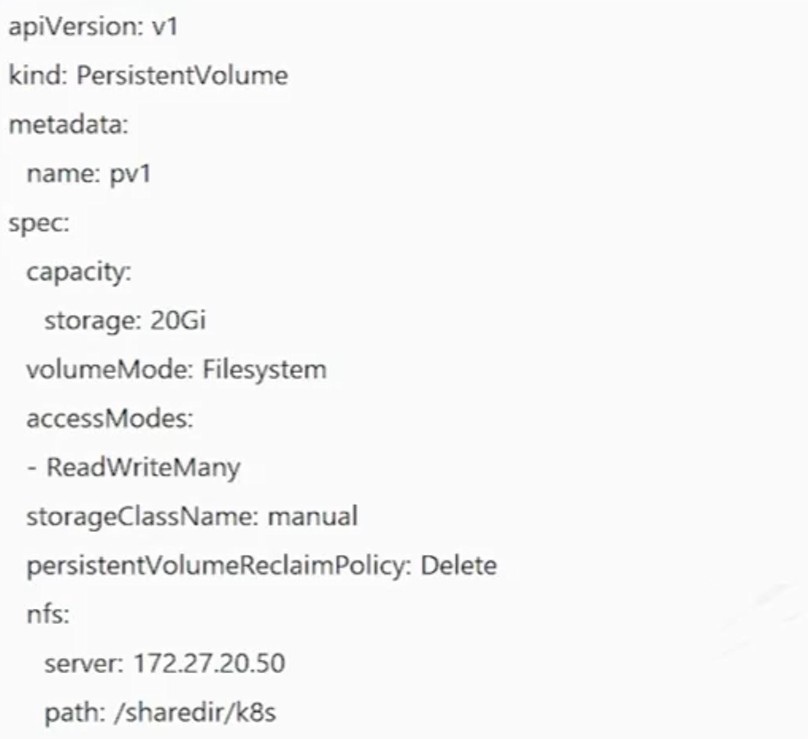 apiVersion: v1
kind: PersistentVolume
metadata:
  name: pv1
spec:
  capacity:
    storage: 20Gi
  volumeMode: Filesystem
  accessModes:
  - ReadWriteMany
  storageClassName: manual
  persistentVolumeReclaimPolicy: Delete
  nfs:
    server: 172.27.20.50
    path: /sharedir/k8s